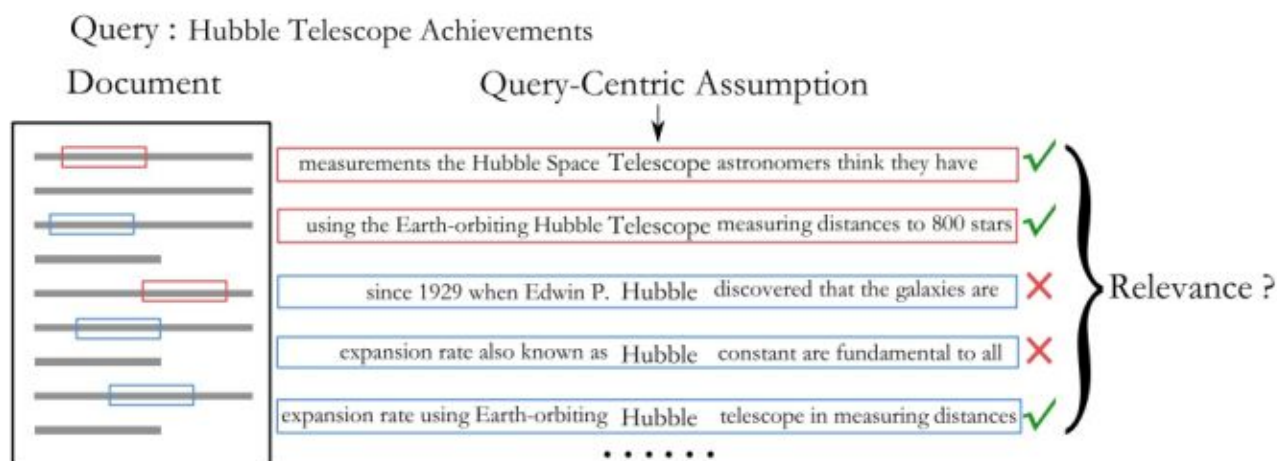 Query : Hubble Telescope Achievements
Document
Query-Centric Assumption
measurements the Hubble Space Telescope astronomers think they have
using the Earth-orbiting Hubble Telescope measuring distances to 800 stars
since 1929 when Edwin P. Hubble discovered that the galaxies are
expansion rate also known as Hubble constant are fundamental to all
expansion rate using Earth-orbiting Hubble telescope in measuring distances
Relevance ?
. . . . . .